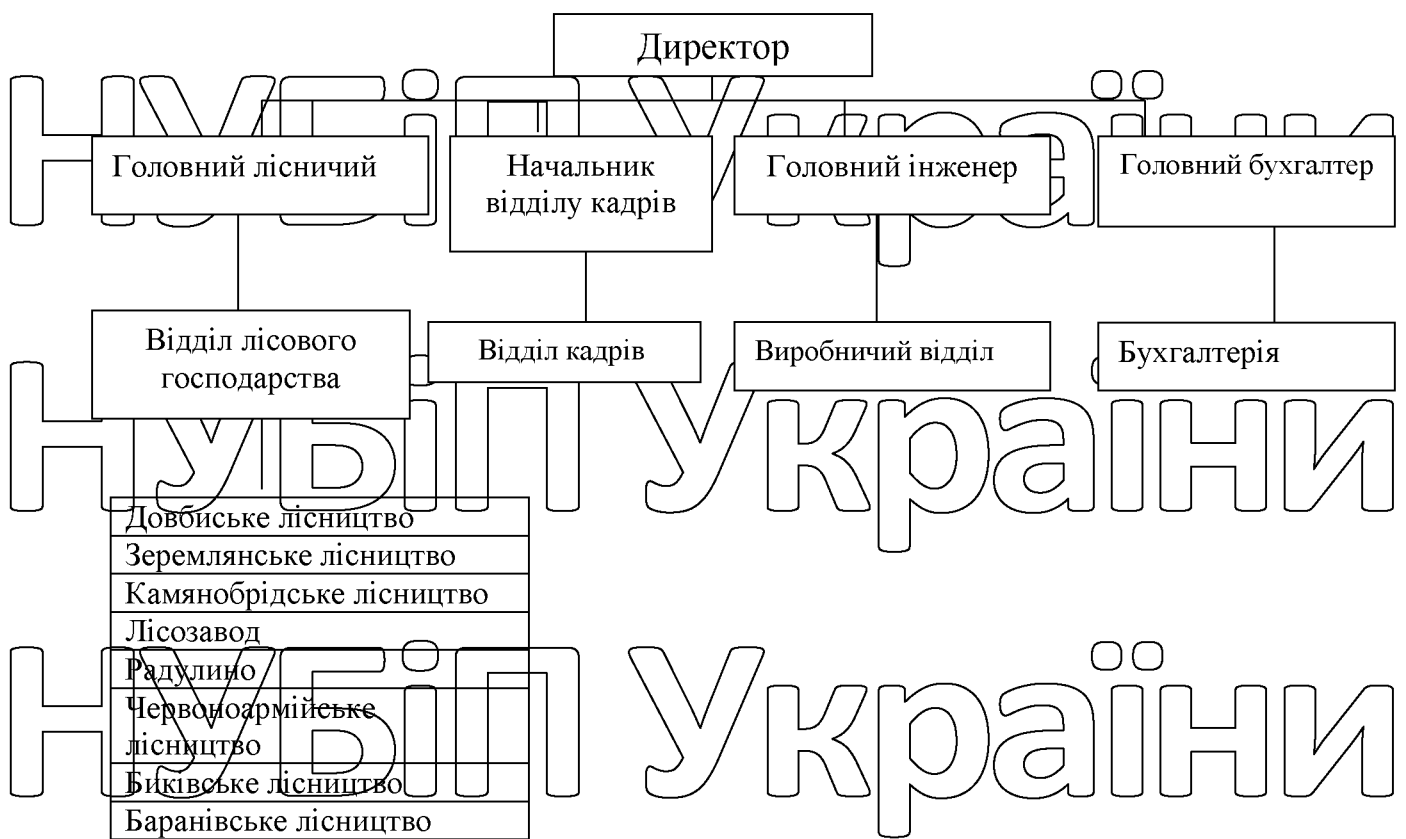 Директор
НУБіП України
Головний лісничий
Начальник
відділу кадрів
Головний інженер
Головний бухгалтер
Відділ лісового
господарства
Відділ кадрів
Виробничий відділ
Бухгалтерія
НУБіП України
Довбиське лісництво
Зеремлянське лісництво
Камянобрідське лісництво
Лісозавод
Радулино
Червоноармійське
лісництво
Биківське лісництво
Баранівське лісництво
НУБіП України